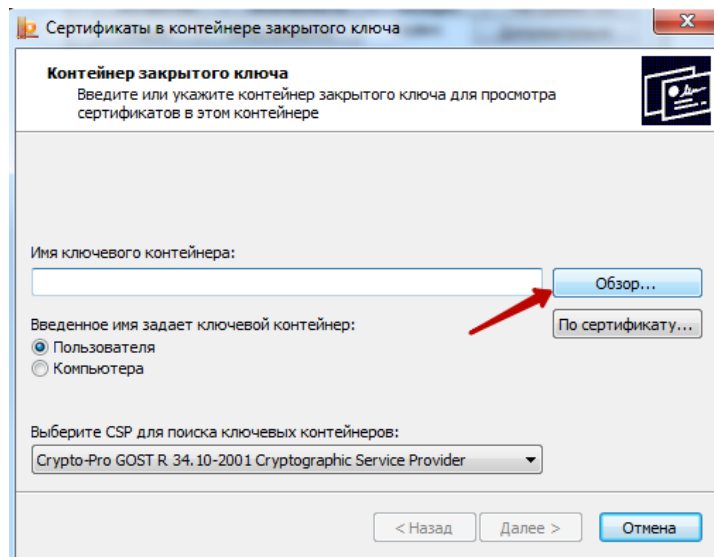 Сертификаты в контейнере закрытого ключа
Контейнер закрытого ключа
Введите или укажите контейнер закрытого ключа для просмотра
сертификатов в этом контейнере
Имя ключевого контейнера:
Обзор...
Введенное имя задает ключевой контейнер:
По сертификату...
Пользователя
Компьютера
Выберите CSP для поиска ключевых контейнеров:
Crypto-Pro GOST R 34.10-2001 Cryptographic Service Provider
< Назад
Далее >
Отмена